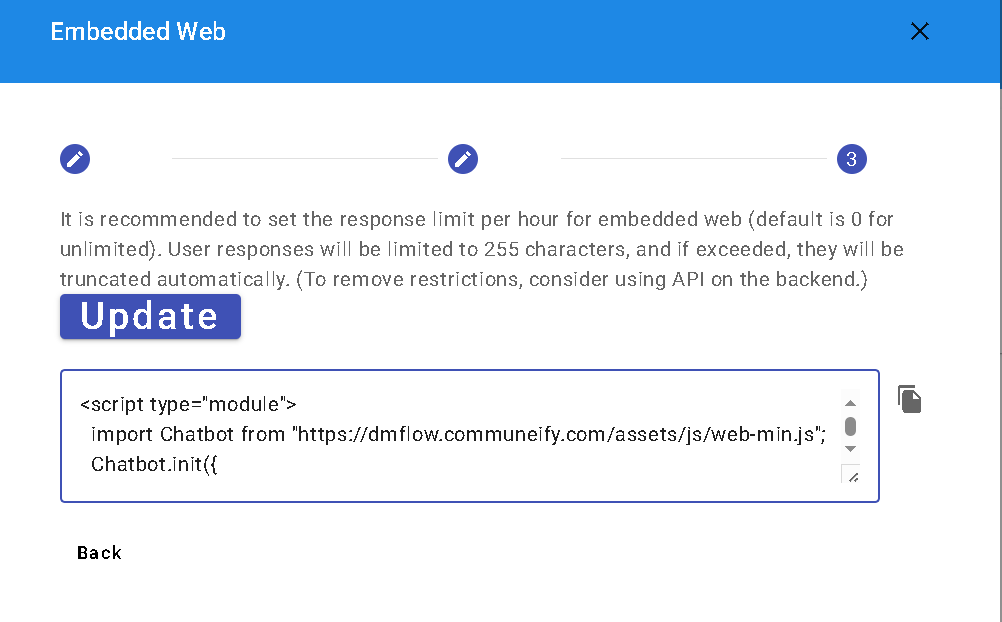 Embedded Web
3
It is recommended to set the response limit per hour for embedded web (default is 0 for
unlimited). User responses will be limited to 255 characters, and if exceeded, they will be
truncated automatically. (To remove restrictions, consider using API on the backend.)
Update
<script type="module">
import Chatbot from "https://dmflow.communeify.com/assets/js/web-min.js";
Chatbot.init({
Back